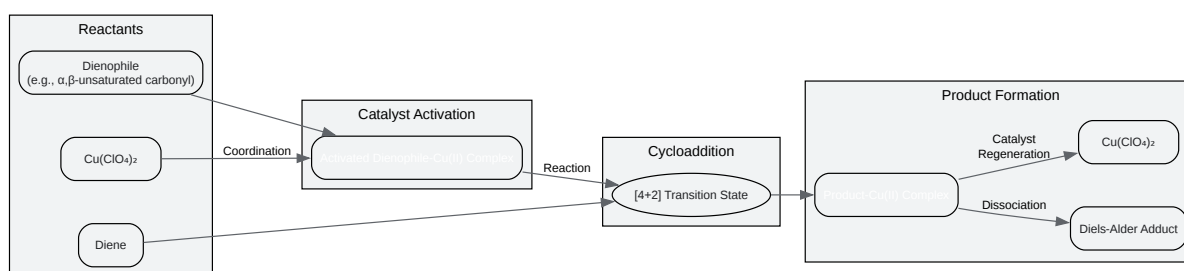 Reactants
Dienophile
(e.g., α,β-unsaturated carbonyl)
Cu(ClO₄)₂
Diene
Coordination
Catalyst Activation
Activated Dienophile-Cu(II) Complex
Reaction
Cycloaddition
[4+2] Transition State
Product Formation
Product-Cu(II) Complex
Catalyst
Regeneration
Dissociation
Cu(ClO₄)₂
Diels-Alder Adduct